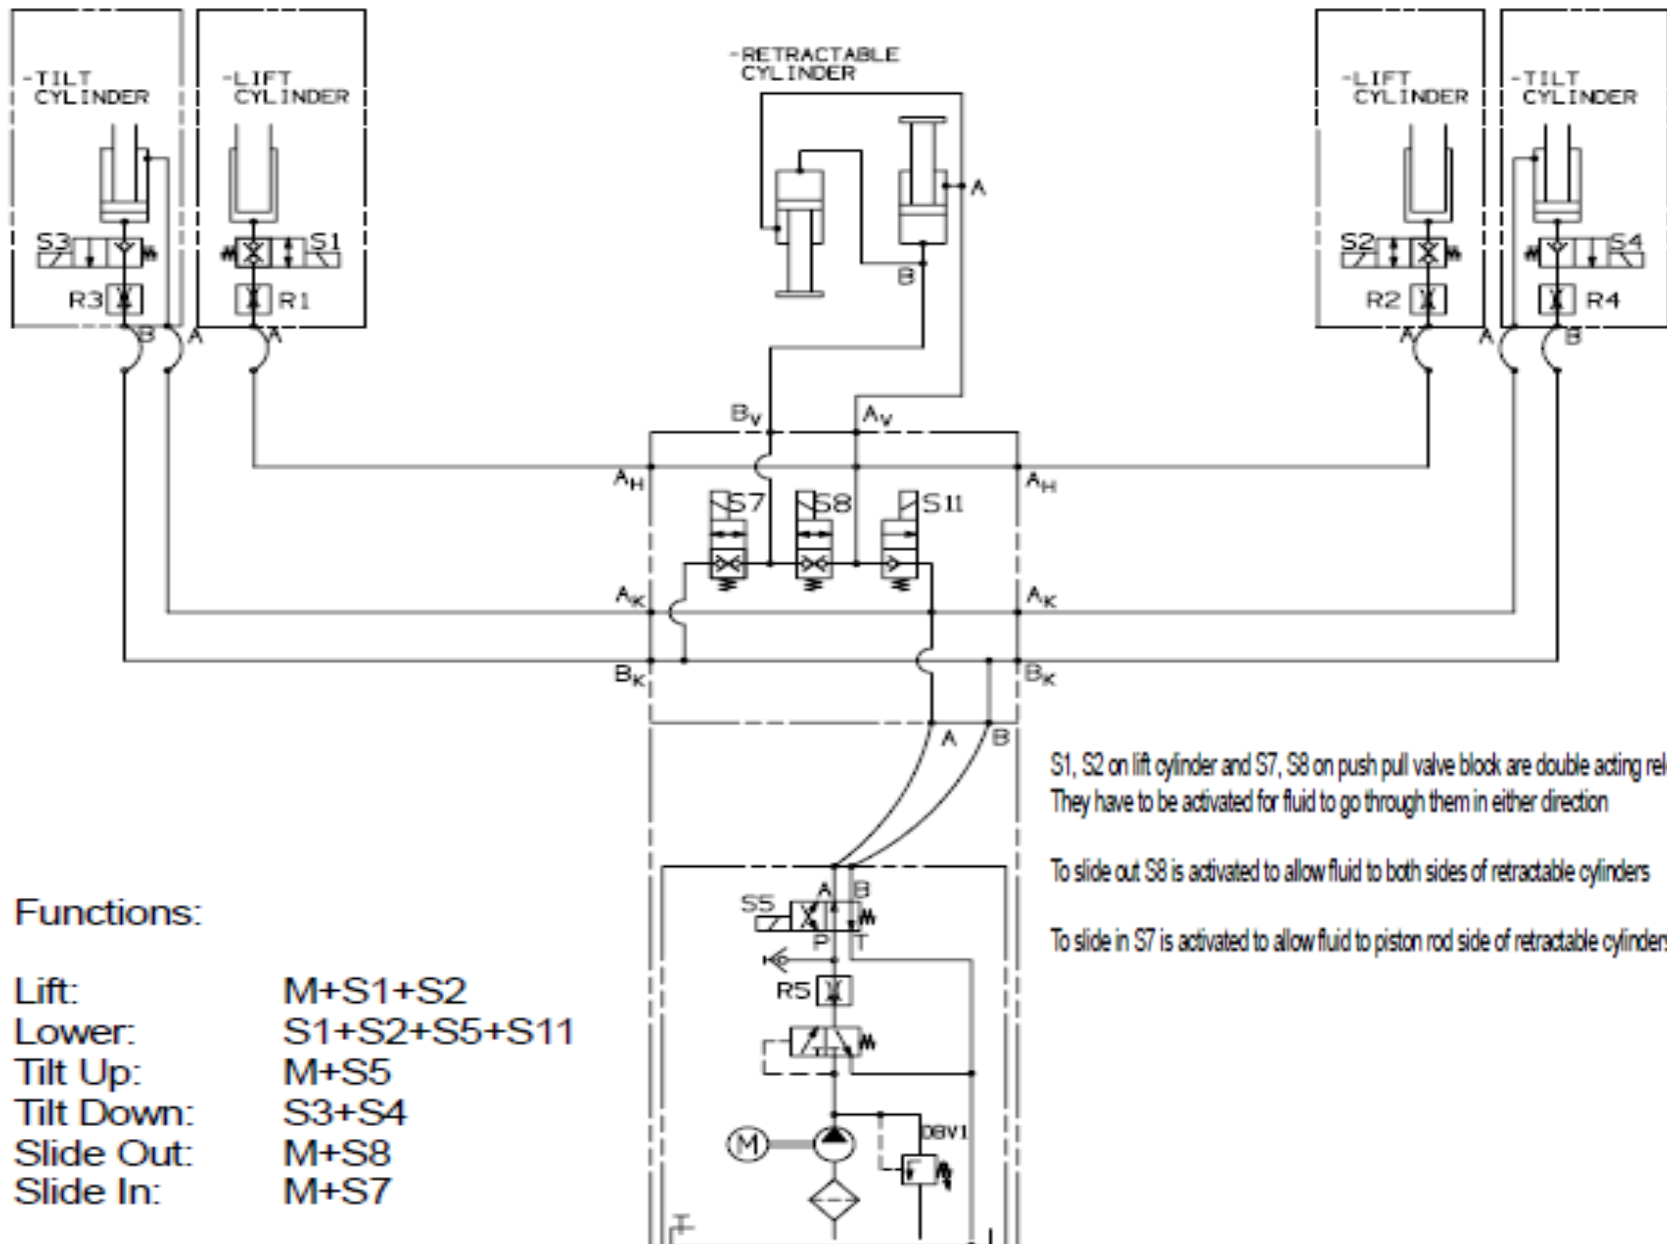 -TILT
CYLINDER
-LIFT
CYLINDER
-RETRACTABLE
CYLINDER
-LIFT
CYLINDER
-TILT
CYLINDER
A
S3
S1
S2
S4
B
R3
R1
R2
R4
B
A
A
A
A
B
BV
AV
AH
AH
S7
S8
S11
AK
AK
BK
BK
A
B
S1, S2 on lift cylinder and S7, S8 on push pull valve block are double acting rel
They have to be activated for fluid to go through them in either direction
To slide out S8 is activated to allow fluid to both sides of retractable cylinders
To slide in S7 is activated to allow fluid to piston rod side of retractable cylinders
A
B
S5
P
T
R5
M
DBV1
T
Functions:
Lift: M+S1+S2
Lower: S1+S2+S5+S11
Tilt Up: M+S5
Tilt Down: S3+S4
Slide Out: M+S8
Slide In: M+S7